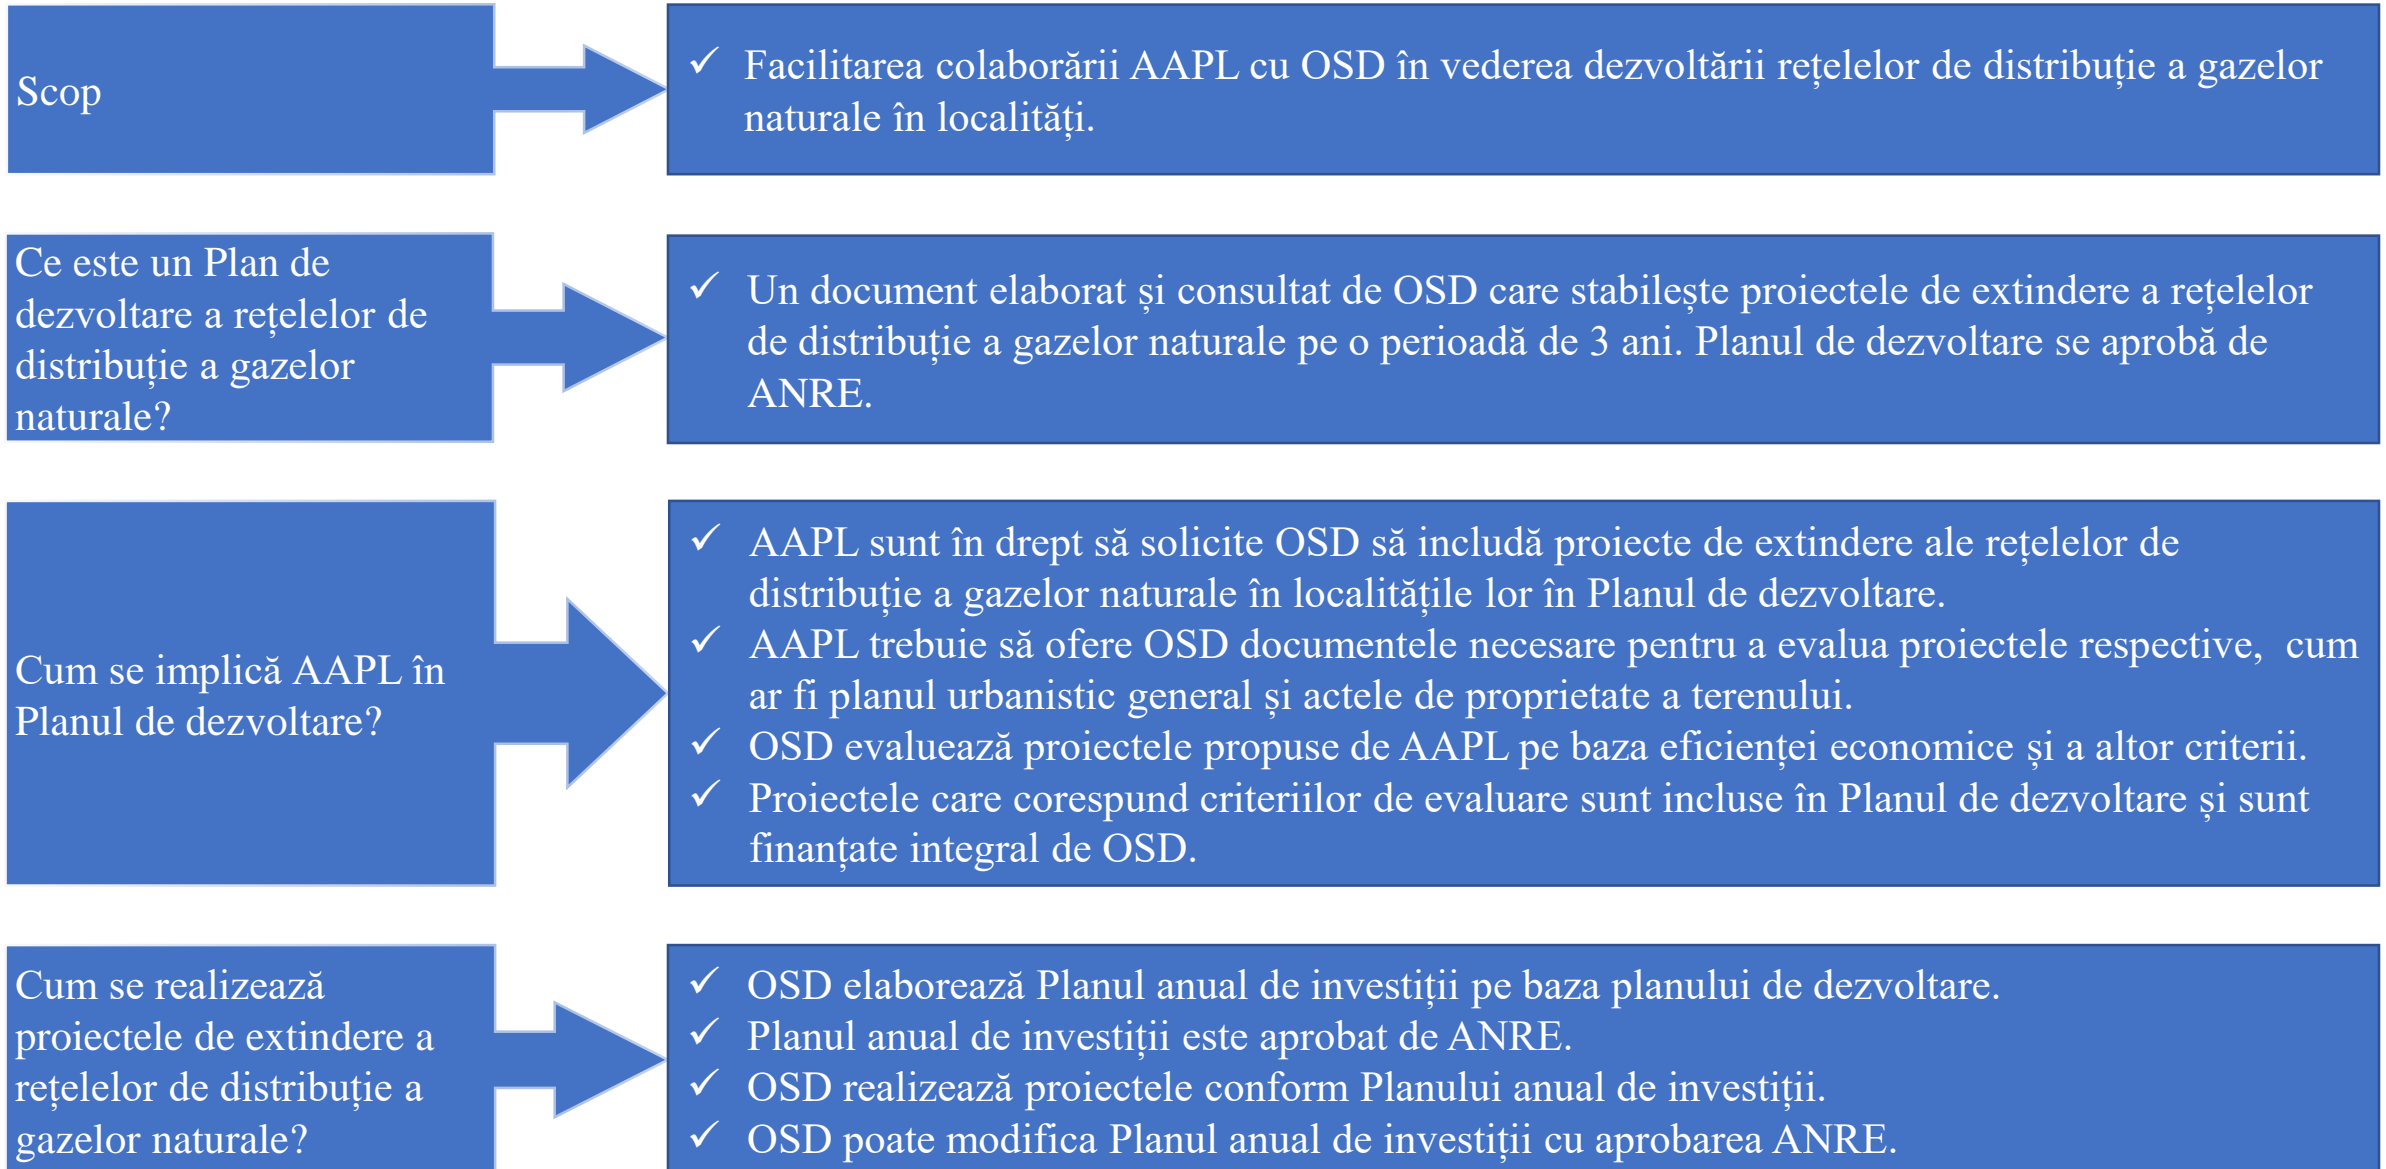 Scop
✓ Facilitarea colaborării AAPL cu OSD în vederea dezvoltării rețelelor de distribuție a gazelor
naturale în localități.
Ce este un Plan de
dezvoltare a rețelelor de
distribuție a gazelor
naturale?
✓ Un document elaborat și consultat de OSD care stabilește proiectele de extindere a rețelelor
de distribuție a gazelor naturale pe o perioadă de 3 ani. Planul de dezvoltare se aprobă de
ANRE.
Cum se implică AAPL în
Planul de dezvoltare?
✓ AAPL sunt în drept să solicite OSD să includă proiecte de extindere ale rețelelor de
distribuție a gazelor naturale în localitățile lor în Planul de dezvoltare.
✓ AAPL trebuie să ofere OSD documentele necesare pentru a evalua proiectele respective, cum
ar fi planul urbanistic general și actele de proprietate a terenului.
✓ OSD evaluează proiectele propuse de AAPL pe baza eficienței economice și a altor criterii.
✓ Proiectele care corespund criteriilor de evaluare sunt incluse în Planul de dezvoltare și sunt
finanțate integral de OSD.
Cum se realizează
proiectele de extindere a
rețelelor de distribuție a
gazelor naturale?
✓ OSD elaborează Planul anual de investiții pe baza planului de dezvoltare.
✓ Planul anual de investiții este aprobat de ANRE.
✓ OSD realizează proiectele conform Planului anual de investiții.
✓ OSD poate modifica Planul anual de investiții cu aprobarea ANRE.